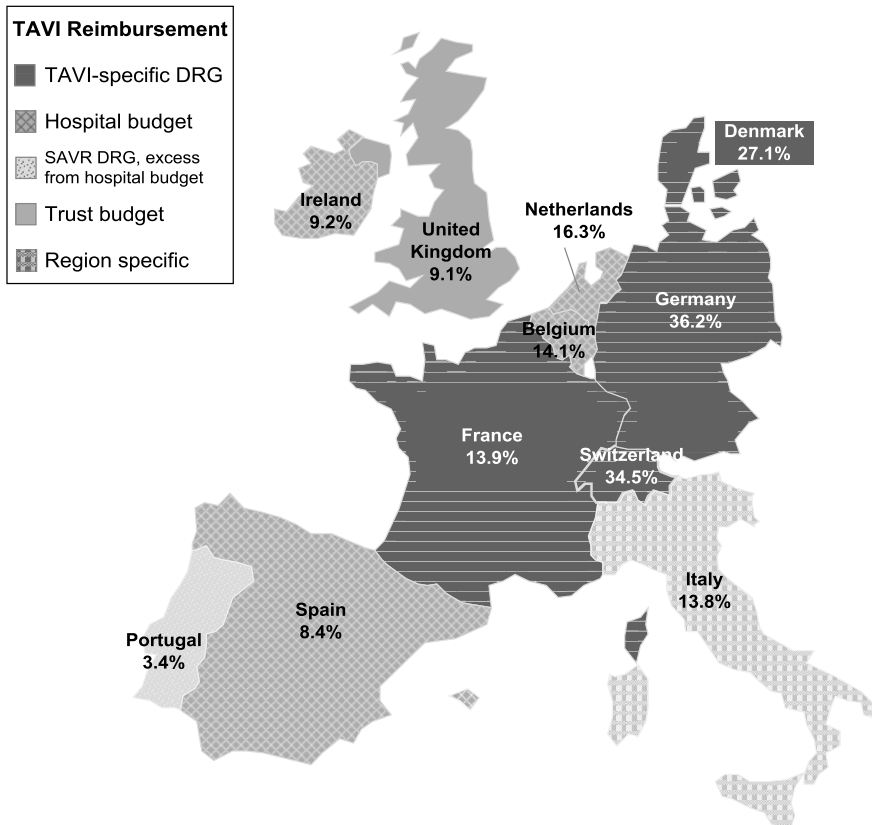 TAVI Reimbursement
TAVI-specific DRG
Hospital budget
SAVR DRG, excess
from hospital budget
Trust budget
Region specific
Denmark
27.1%
Ireland
9.2%
United
Kingdom
9.1%
Netherlands
16.3%
Germany
36.2%
Belgium
14.1%
France
13.9%
Switzerland
34.5%
Italy
13.8%
Spain
8.4%
Portugal
3.4%